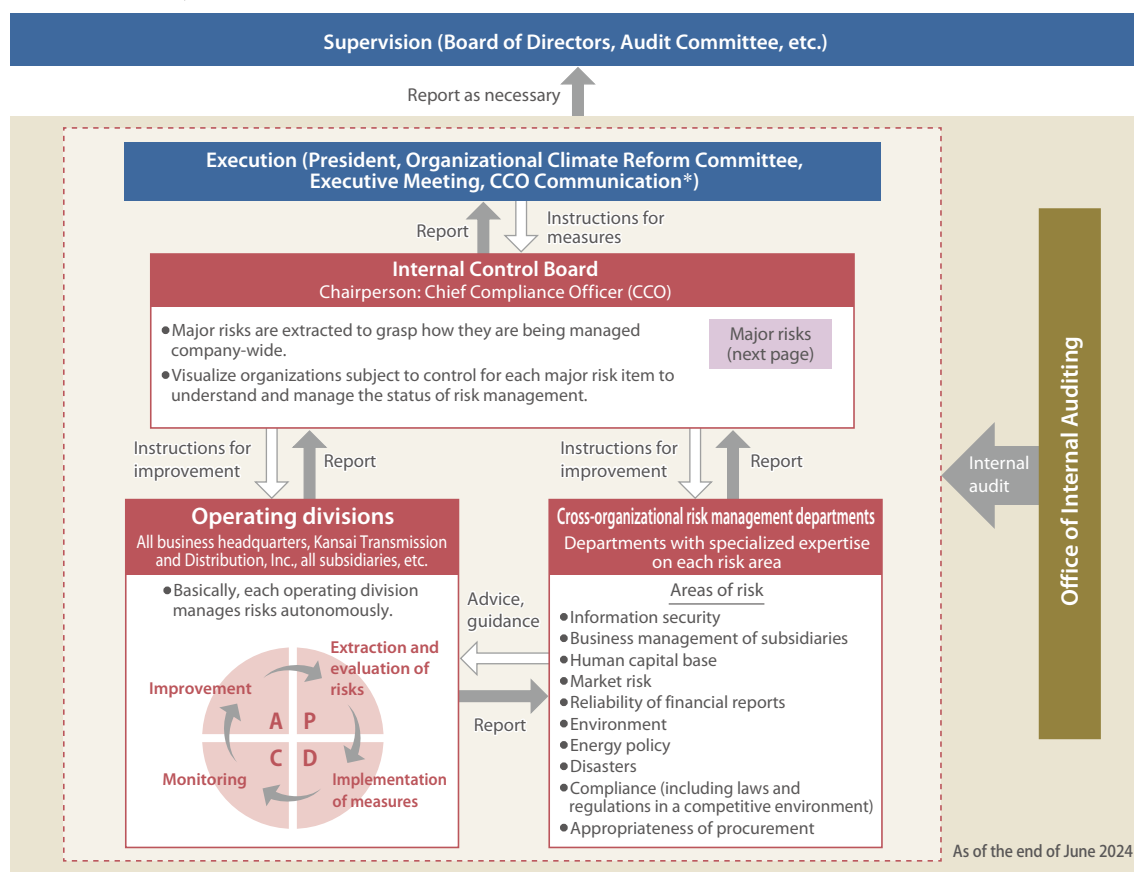 Supervision (Board of Directors, Audit Committee, etc.)
Report as necessary
Execution (President, Organizational Climate Reform Committee,
Executive Meeting, CCO Communication*)
Report
Instructions for
measures
Internal Control Board
Chairperson: Chief Compliance Officer (CCO)
●Major risks are extracted to grasp how they are being managed
company-wide.
●Visualize organizations subject to control for each major risk item to
understand and manage the status of risk management.
Major risks
(next page)
Instructions for
improvement
Report
Instructions for
improvement
Report
Operating divisions
All business headquarters, Kansai Transmission
and Distribution, Inc., all subsidiaries, etc.
●Basically, each operating division
manages risks autonomously.
Extraction and
evaluation of
risks
Improvement
A P
C D
Monitoring
Implementation
of measures
Advice,
guidance
Report
Cross-organizational risk management departments
Departments with specialized expertise
on each risk area
Areas of risk
●Information security
●Business management of subsidiaries
●Human capital base
●Market risk
●Reliability of financial reports
●Environment
●Energy policy
●Disasters
●Compliance (including laws and
regulations in a competitive environment)
●Appropriateness of procurement
Internal
audit
Office of Internal Auditing
As of the end of June 2024